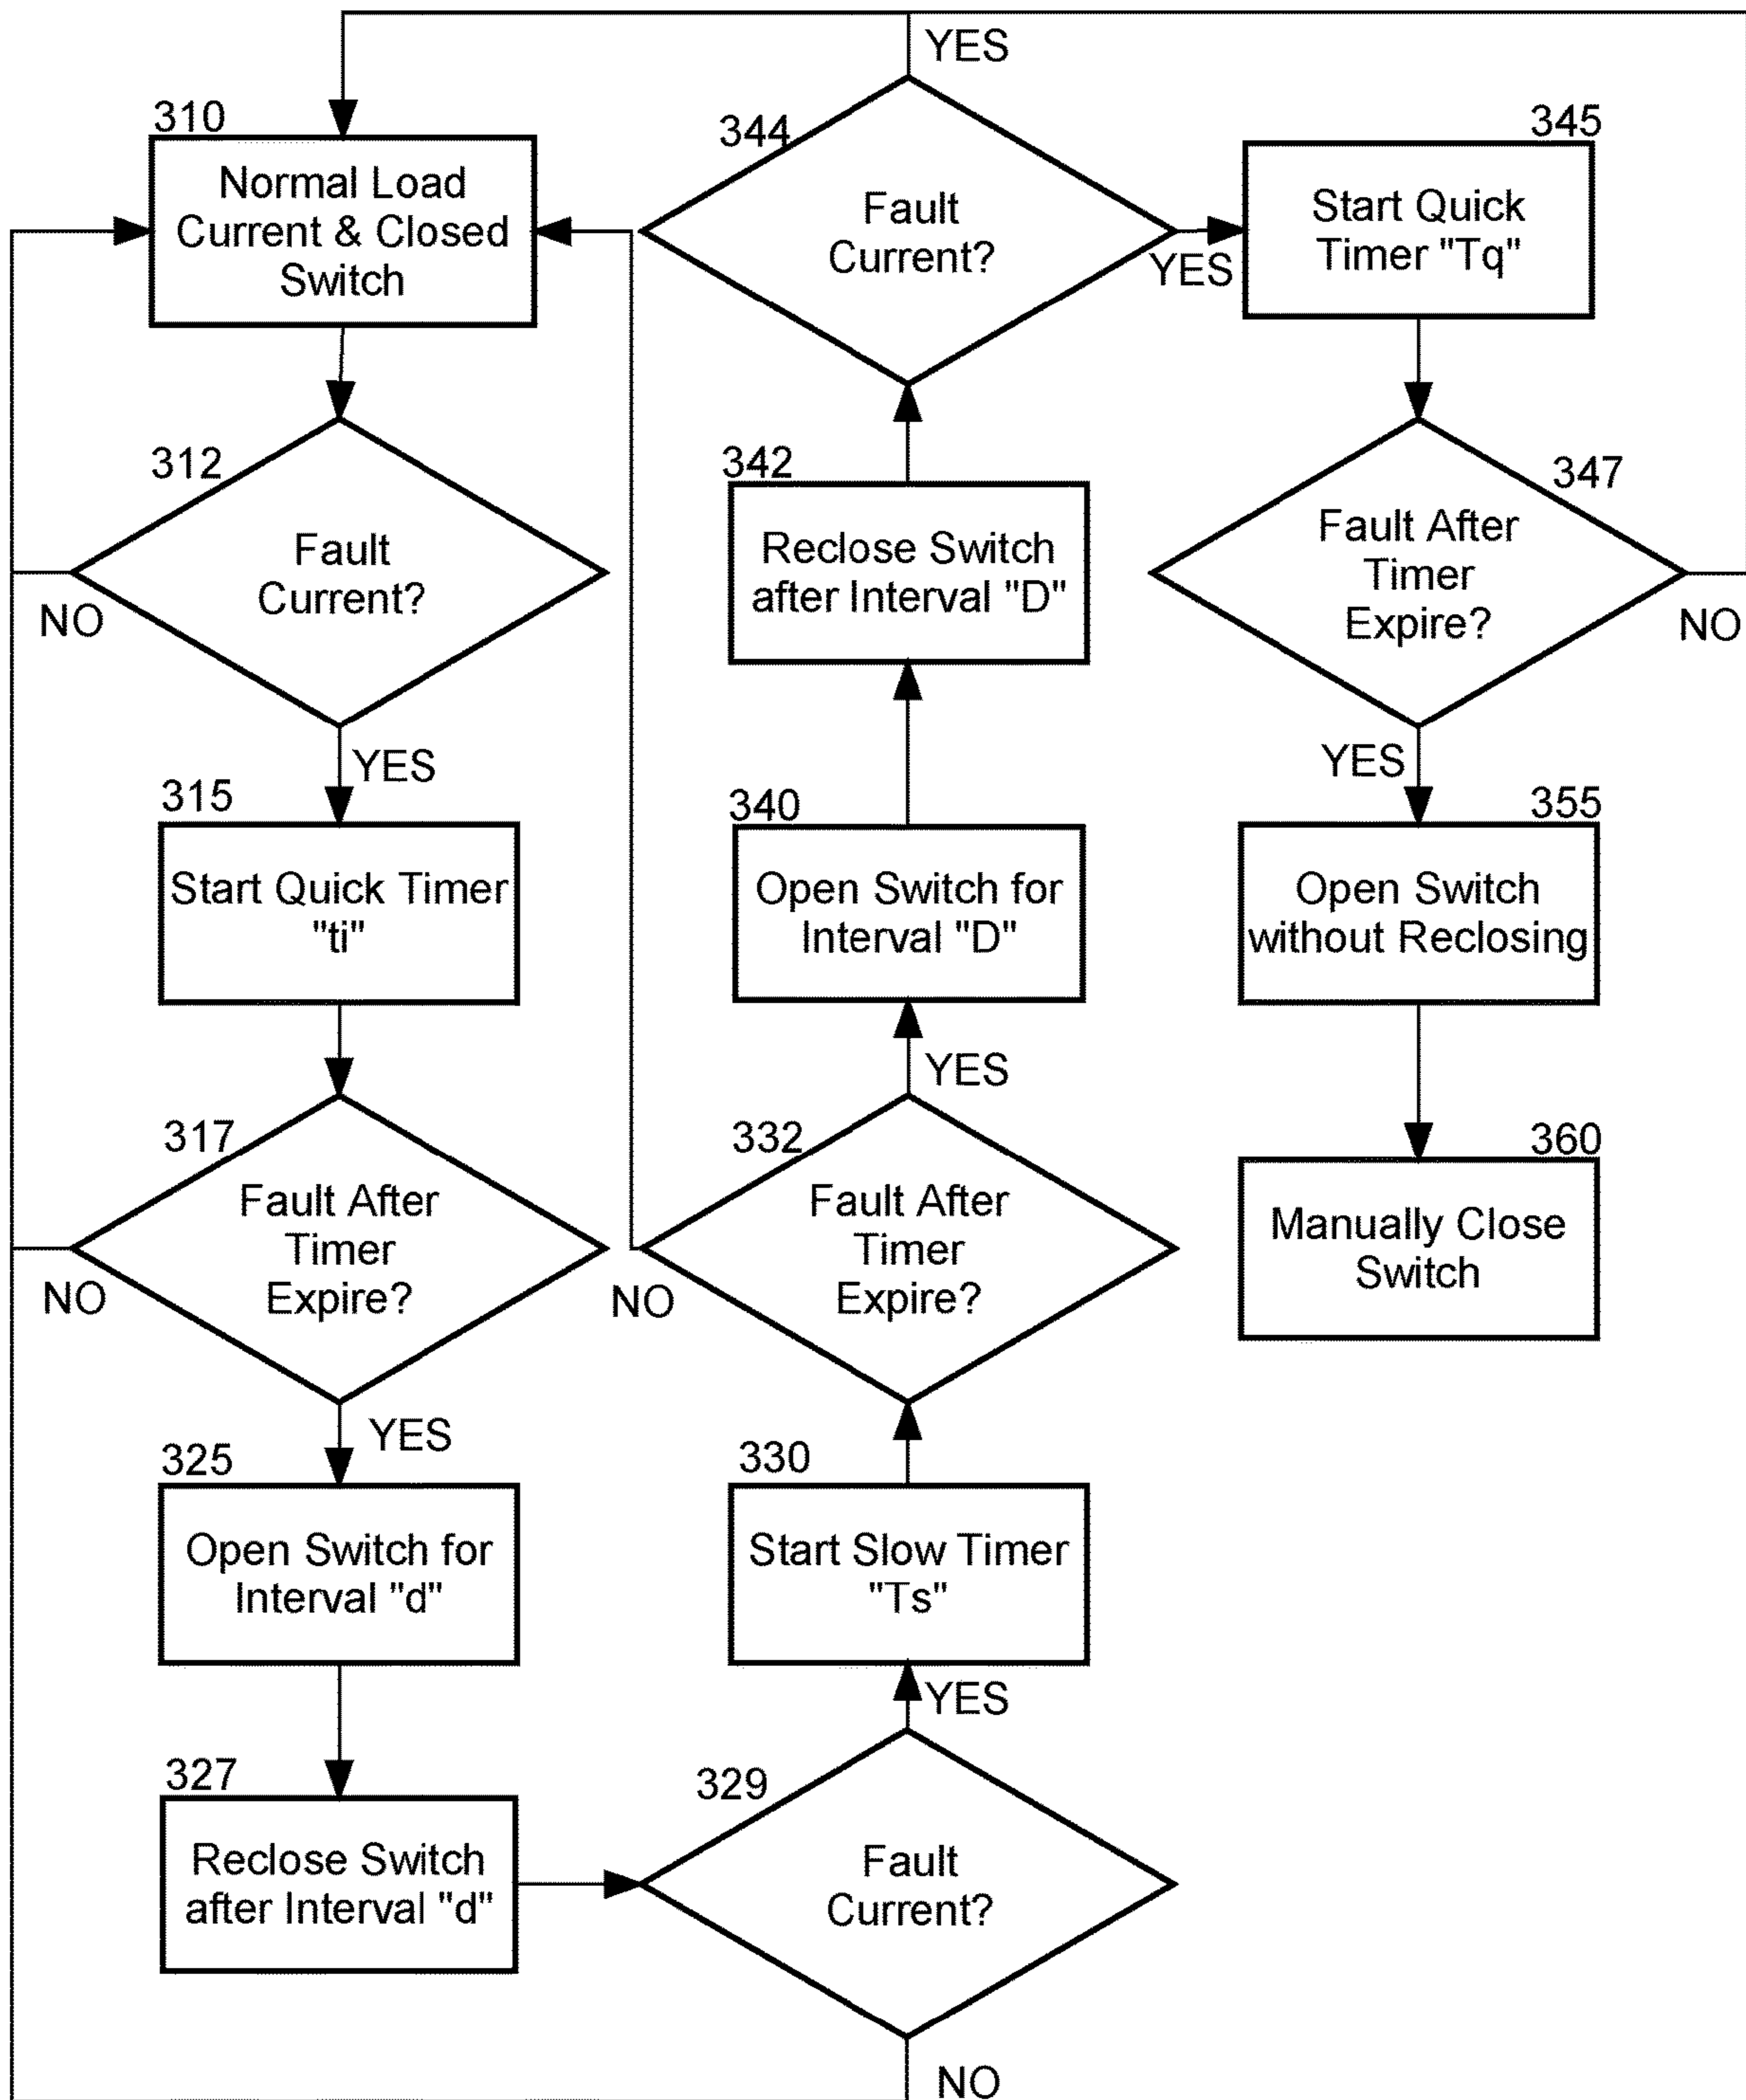 YES
310
Normal Load
Current & Closed
Switch
344
Fault
Current?
YES
345
Start Quick
Timer "Tq"
312
Fault
Current?
NO
YES
342
Reclose Switch
after Interval "D"
347
Fault After
Timer
Expire?
NO
YES
315
Start Quick Timer
"ti"
340
Open Switch for
Interval "D"
355
Open Switch
without Reclosing
317
Fault After
Timer
Expire?
NO
YES
332
Fault After
Timer
Expire?
NO
YES
360
Manually Close
Switch
325
Open Switch for
Interval "d"
330
Start Slow Timer
"Ts"
327
Reclose Switch
after Interval "d"
329
YES
Fault
Current?
NO